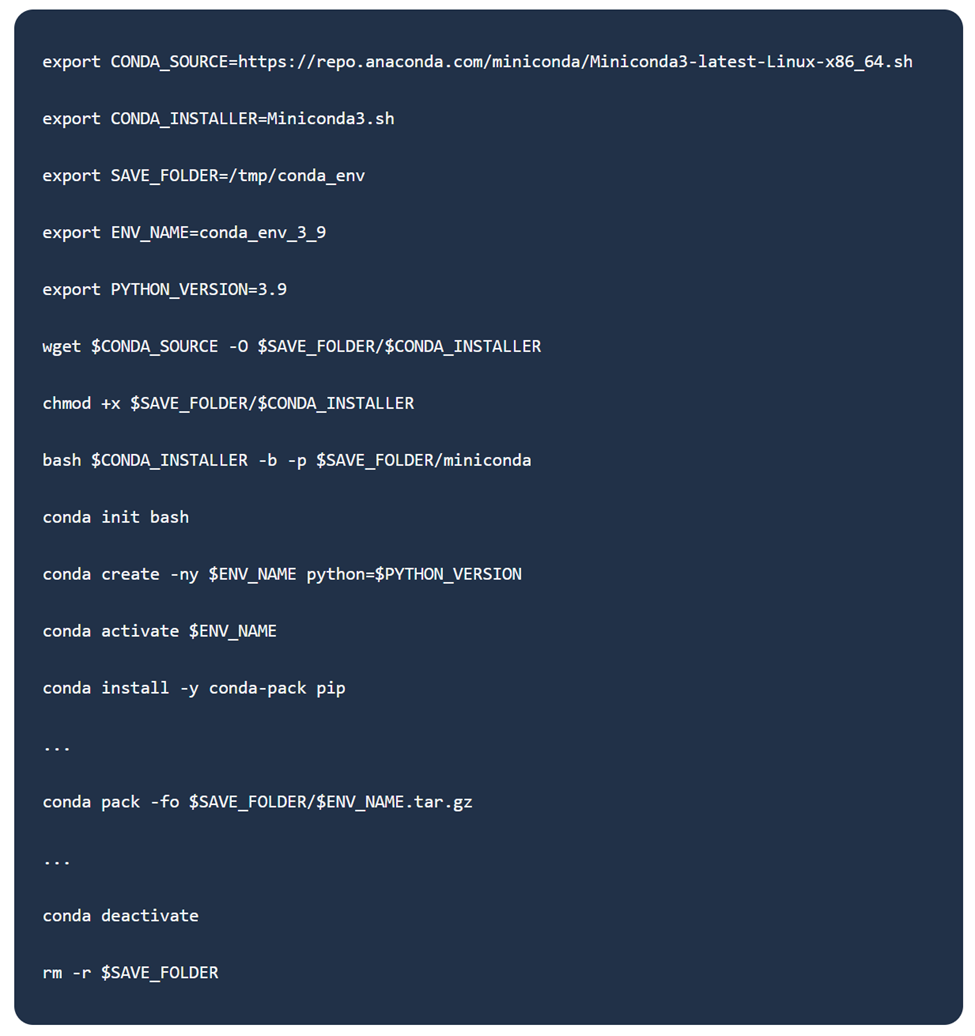 export CONDA_SOURCE=https://repo.anaconda.com/miniconda/Miniconda3-latest-Linux-x86_64.sh
export CONDA_INSTALLER=Miniconda3.sh
export SAVE_FOLDER=/tmp/conda_env
export ENV_NAME=conda_env_3_9
export PYTHON_VERSION=3.9
wget $CONDA_SOURCE -O $SAVE_FOLDER/$CONDA_INSTALLER
chmod +x $SAVE_FOLDER/$CONDA_INSTALLER
bash $CONDA_INSTALLER -b -p $SAVE_FOLDER/miniconda
conda init bash
conda create -ny $ENV_NAME python=$PYTHON_VERSION
conda activate $ENV_NAME
conda install -y conda-pack pip
...
conda pack -fo $SAVE_FOLDER/$ENV_NAME.tar.gz
...
conda deactivate
rm -r $SAVE_FOLDER